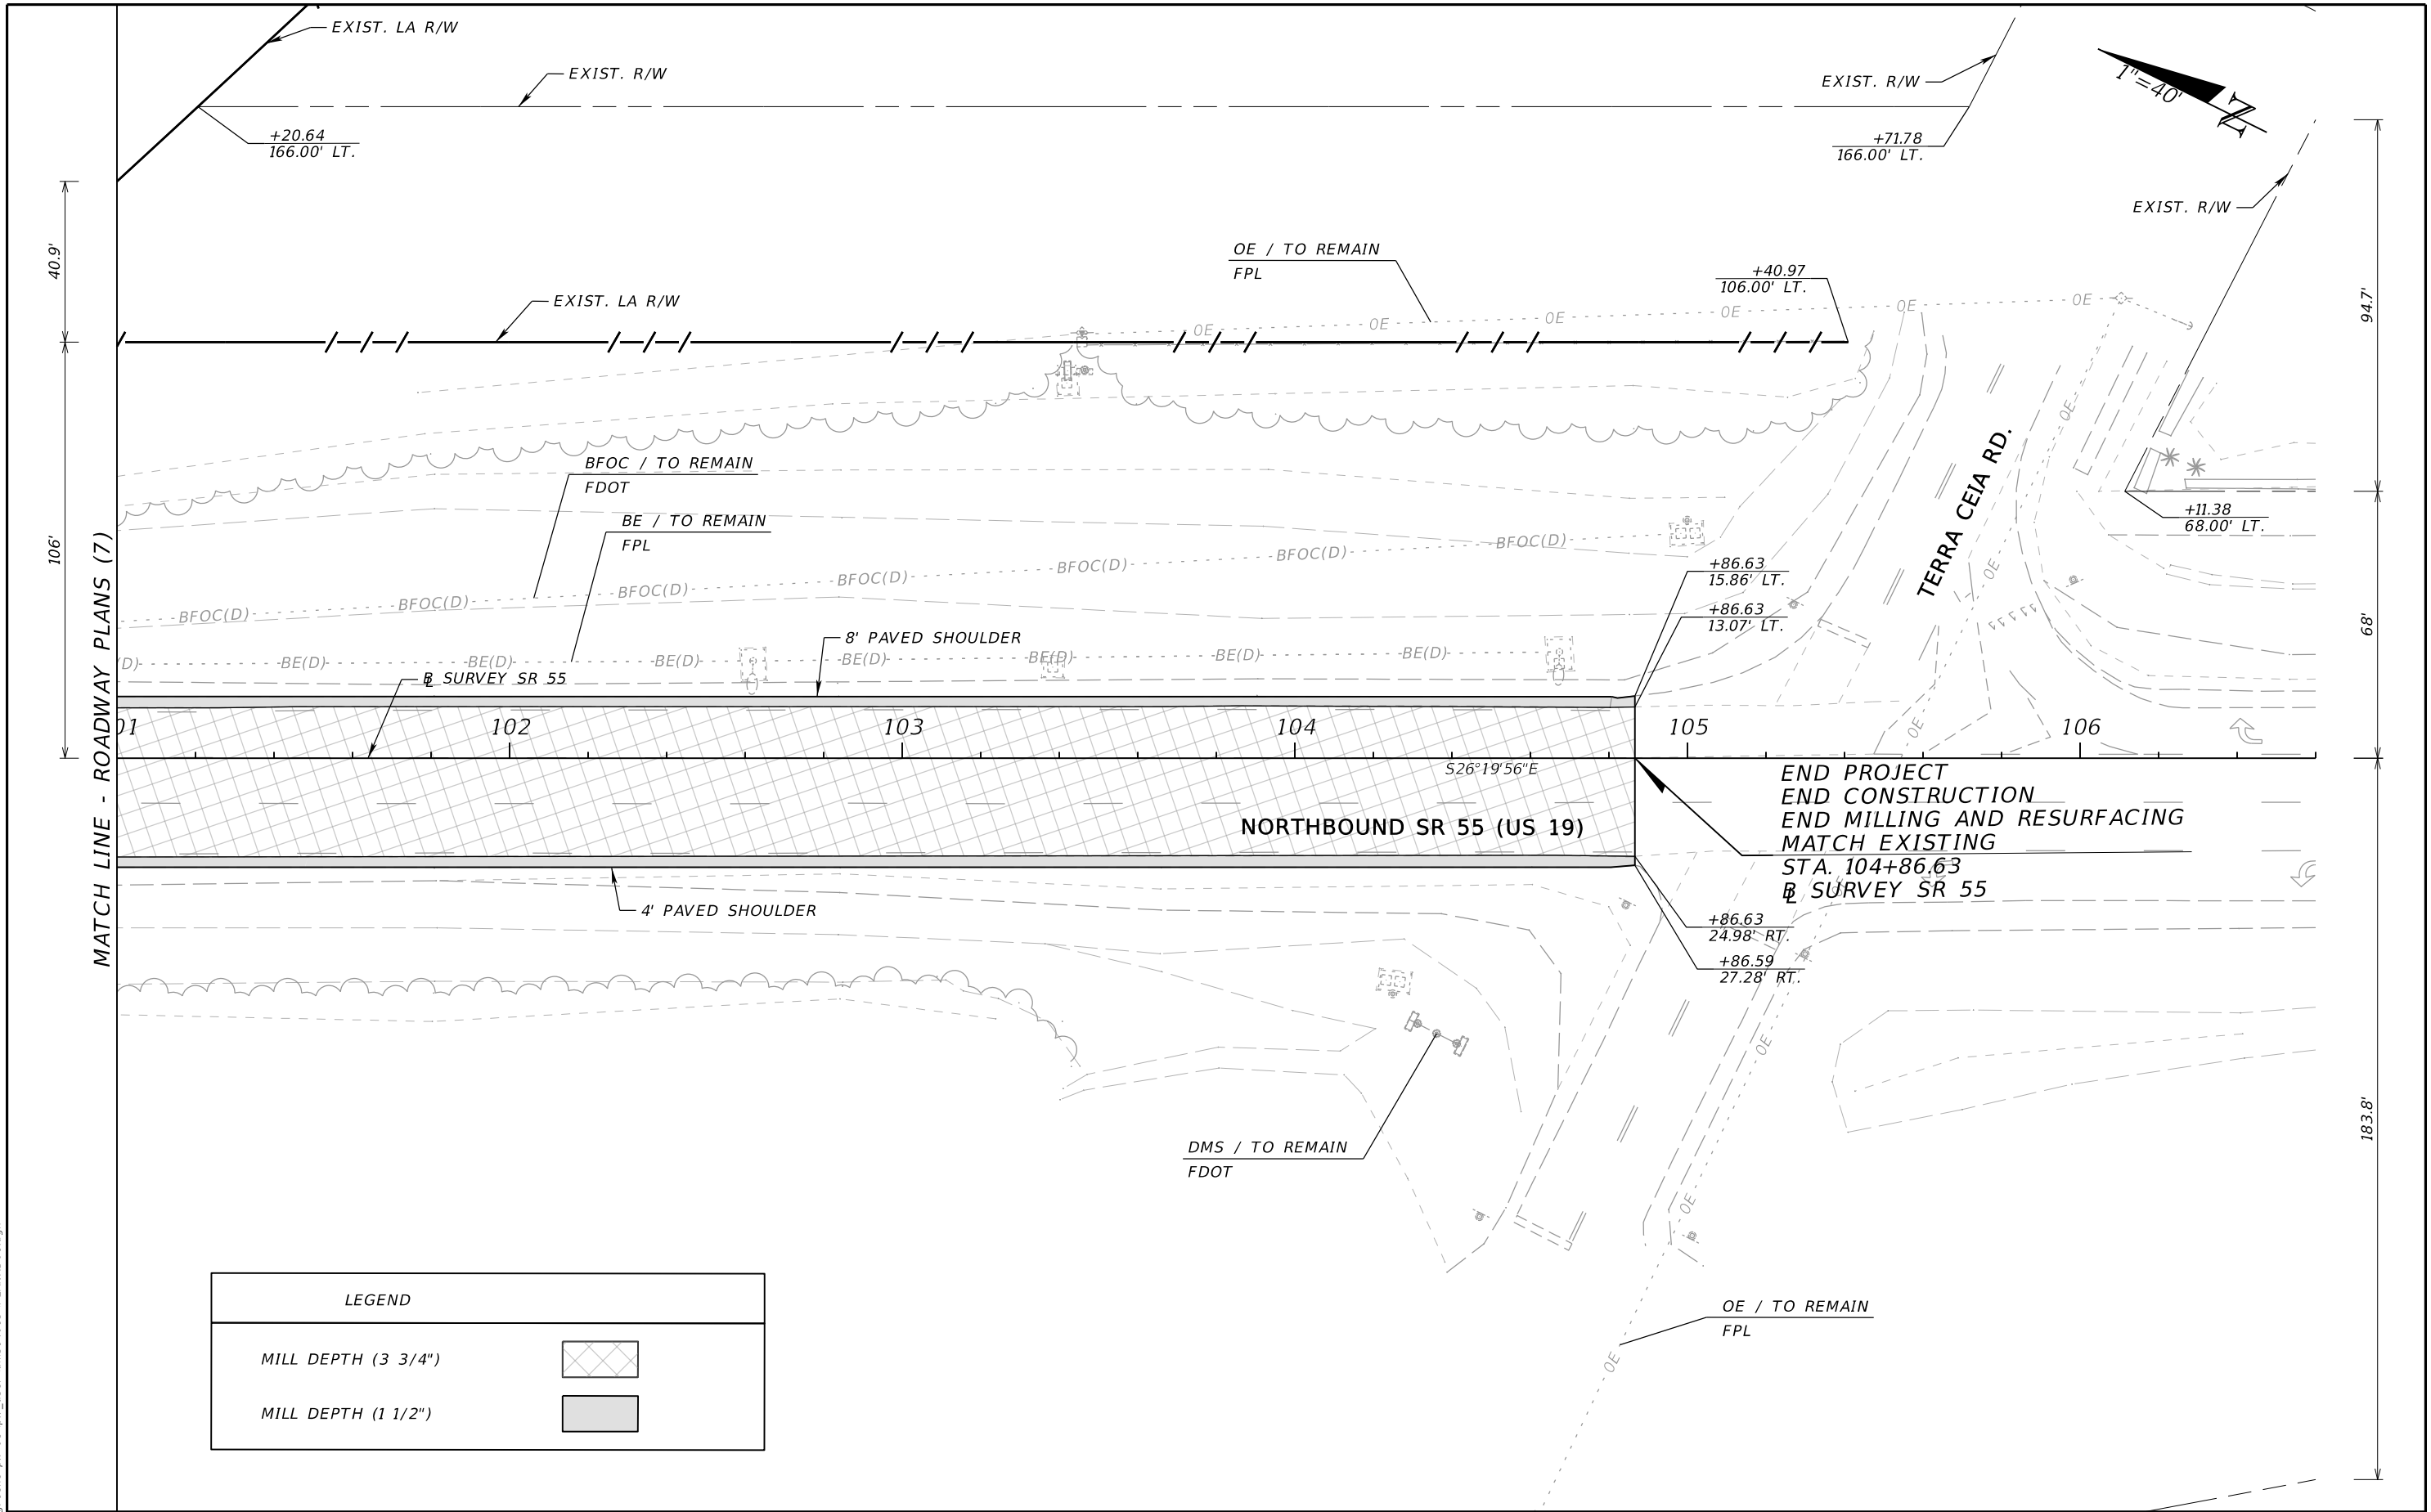 EXIST. LA R/W
EXIST. R/W
EXIST. R/W
1"=40'
N
+20.64
166.00' LT.
+71.78
166.00' LT.
EXIST. R/W
40.9'
94.7'
OE / TO REMAIN
FPL
+40.97
106.00' LT.
EXIST. LA R/W
OE OE OE OE OE OE
OE
BFOC / TO REMAIN
FDOT
TERRA CEIA RD.
+11.38
68.00' LT.
106'
BE / TO REMAIN
FPL
BFOC(D) BFOC(D) BFOC(D) BFOC(D) BFOC(D) BFOC(D) BFOC(D)
+86.63
15.86' LT.
OE
+86.63
13.07' LT.
68'
8' PAVED SHOULDER
(D) BE(D) BE(D) BE(D) BE(D) BE(D) BE(D) BE(D)
BL SURVEY SR 55
MATCH LINE - ROADWAY PLANS (7)
01 102 103 104 105 106
OE
S26°19'56"E
END PROJECT
END CONSTRUCTION
END MILLING AND RESURFACING
MATCH EXISTING
STA. 104+86.63
BL SURVEY SR 55
NORTHBOUND SR 55 (US 19)
OE
4' PAVED SHOULDER
+86.63
24.98' RT.
+86.59
27.28' RT.
OE
183.8'
DMS / TO REMAIN
FDOT
OE
LEGEND
MILL DEPTH (3 3/4")
MILL DEPTH (1 1/2")
OE / TO REMAIN
FPL
OE